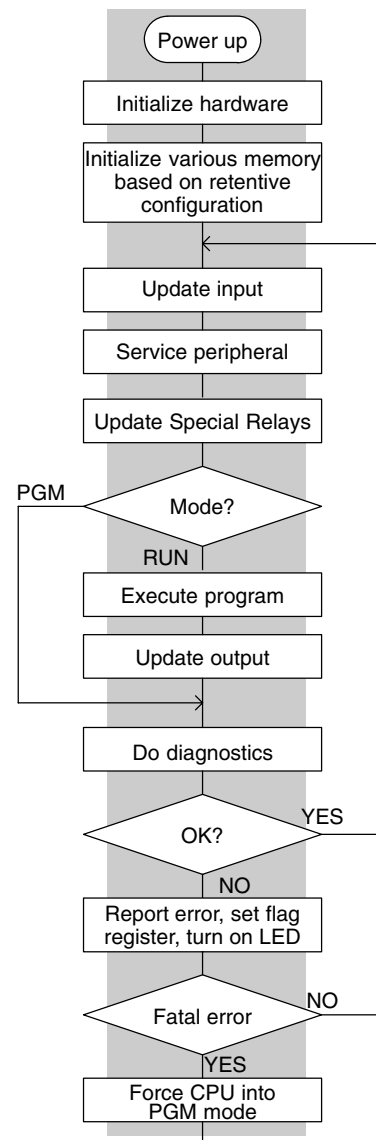 Power up
Initialize hardware
Initialize various memory
based on retentive
configuration
Update input
Service peripheral
Update Special Relays
PGM
Mode?
RUN
Execute program
Update output
Do diagnostics
YES
OK?
NO
Report error, set flag
register, turn on LED
NO
Fatal error
YES
Force CPU into
PGM mode